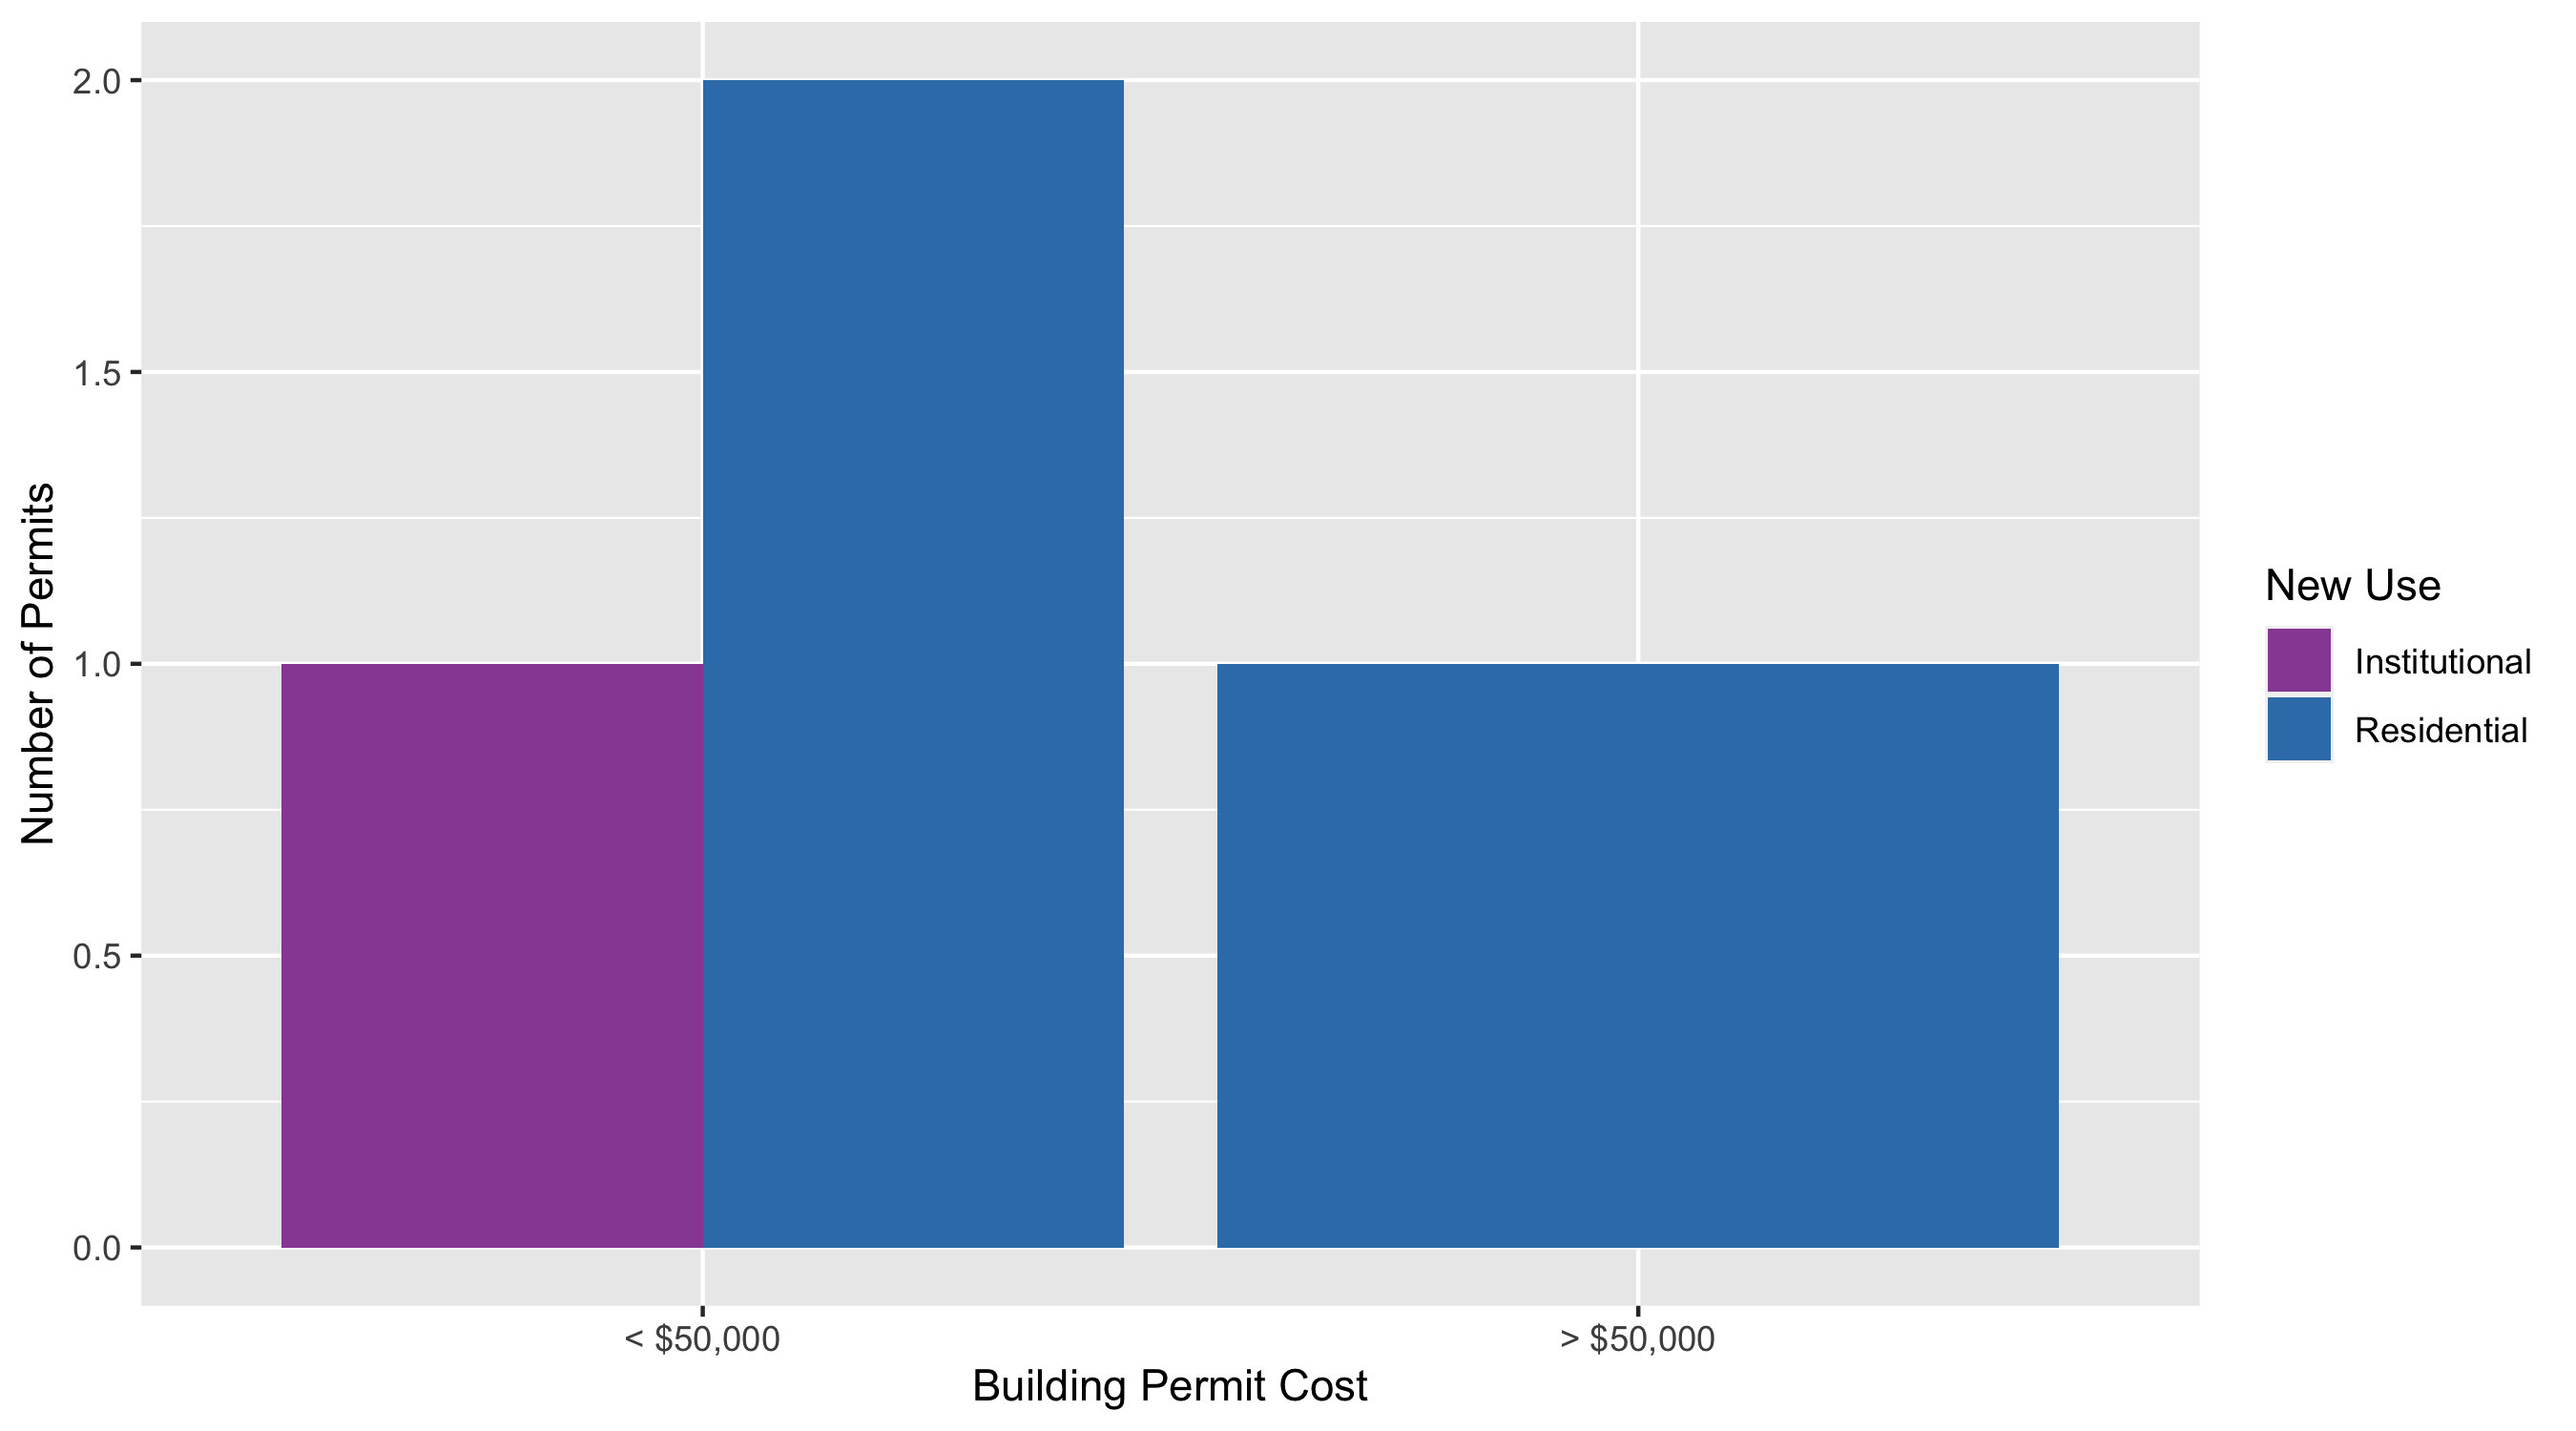 2.0
1.5
1.0
0.5
0.0
Number of Permits
< $50,000
> $50,000
Building Permit Cost
New Use
Institutional
Residential